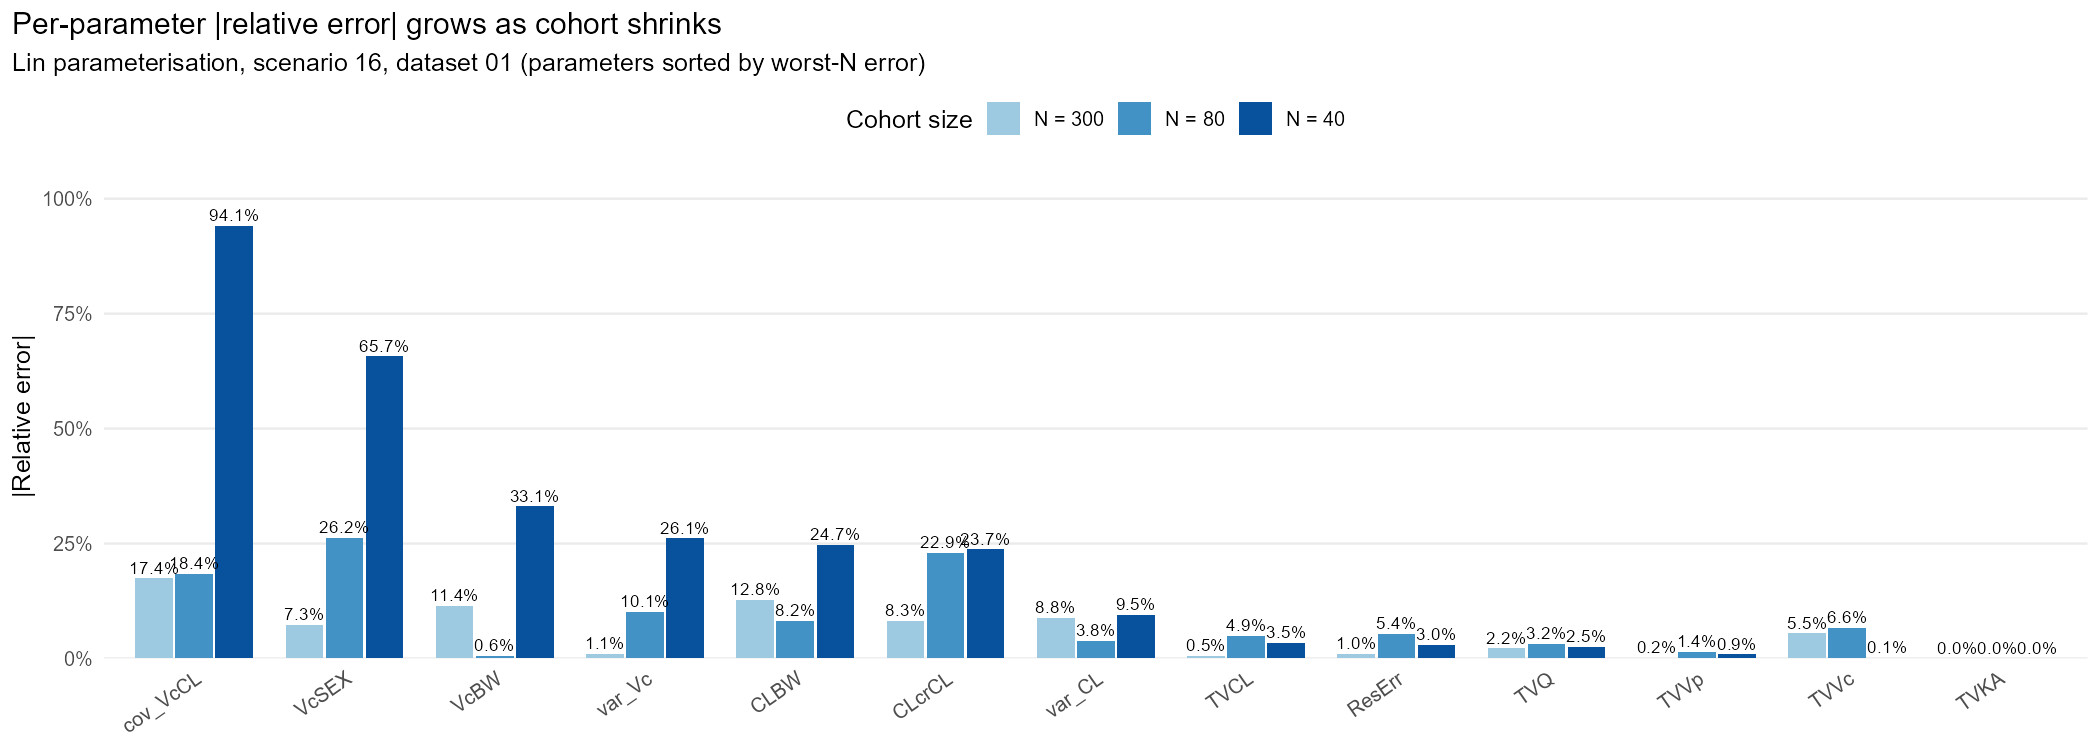 Per-parameter |relative error| grows as cohort shrinks
Lin parameterisation, scenario 16, dataset 01 (parameters sorted by worst-N error)
Cohort size N = 300 N = 80 N = 40
|Relative error|
100%
75%
50%
25%
0%
17.4% 18.4% 94.1%
7.3% 26.2% 65.7%
11.4% 0.6% 33.1%
1.1% 10.1% 26.1%
12.8% 8.2% 24.7%
8.3% 22.9% 23.7%
8.8% 3.8% 9.5%
0.5% 4.9% 3.5%
1.0% 5.4% 3.0%
2.2% 3.2% 2.5%
0.2% 1.4% 0.9%
5.5% 6.6% 0.1%
0.0% 0.0% 0.0%
cov_VcCL VcSEX VcBW var_Vc CLBW CLcrCL var_CL TVCL ResErr TVQ TVVp TVVc TVKA